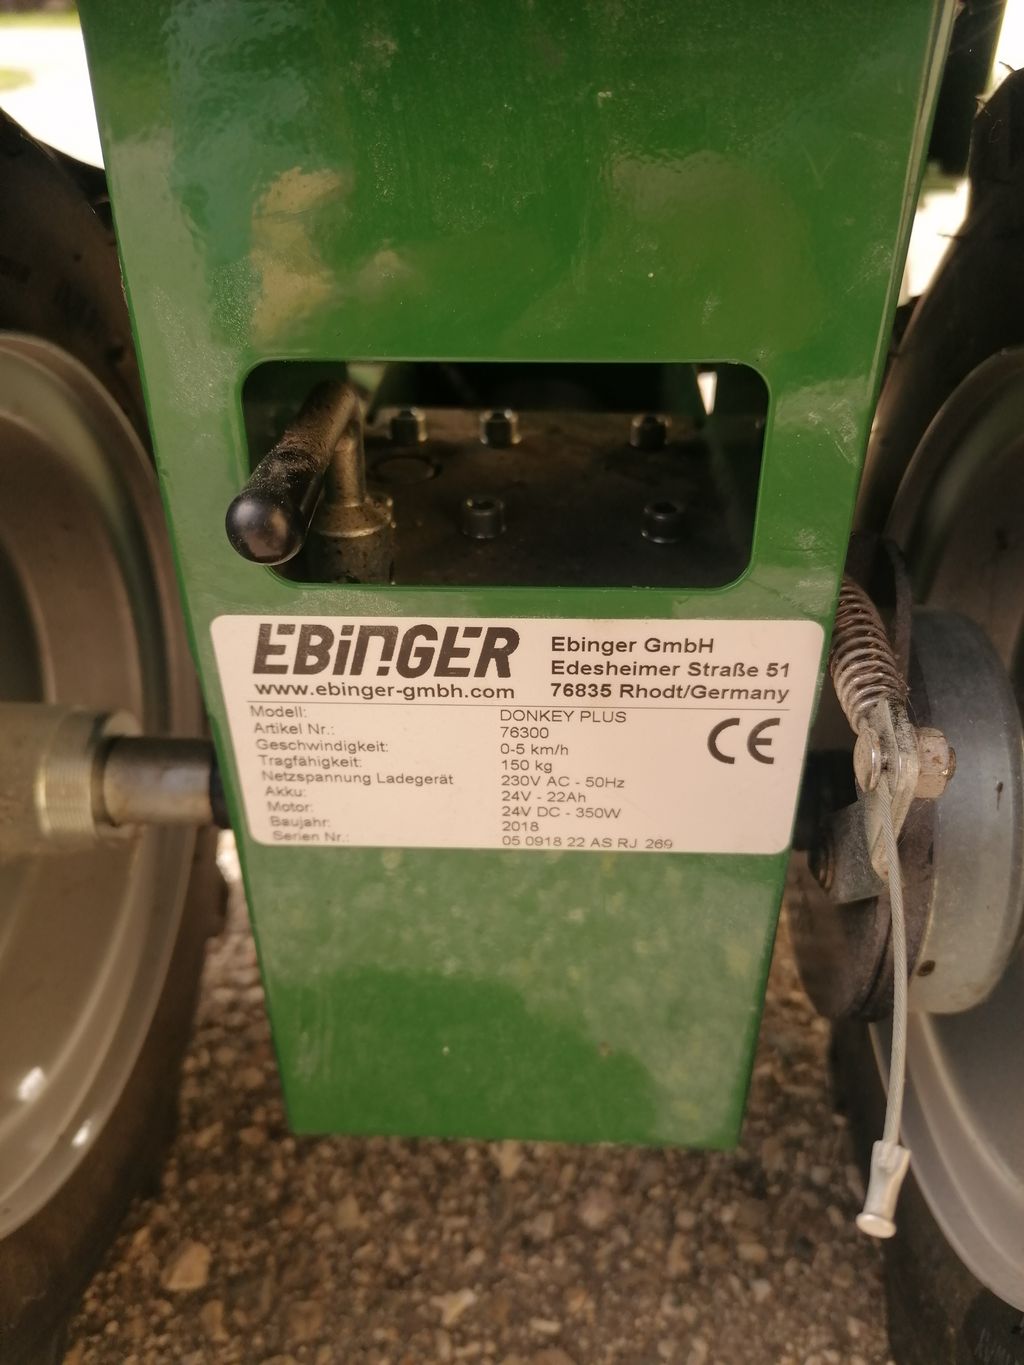 EBINGER
www.ebinger-gmbh.com
Ebinger GmbH
Edesheimer Straße 51
76835 Rhodt/Germany
Modell: DONKEY PLUS
Artikel Nr.: 76300
Geschwindigkeit: 0-5 km/h
Tragfähigkeit: 150 kg
Netzspannung Ladegerät 230V AC - 50Hz
Akku: 24V - 22Ah
Motor: 24V DC - 350W
Baujahr: 2018
Serien Nr.: 05 0918 22 AS RJ 269
CE